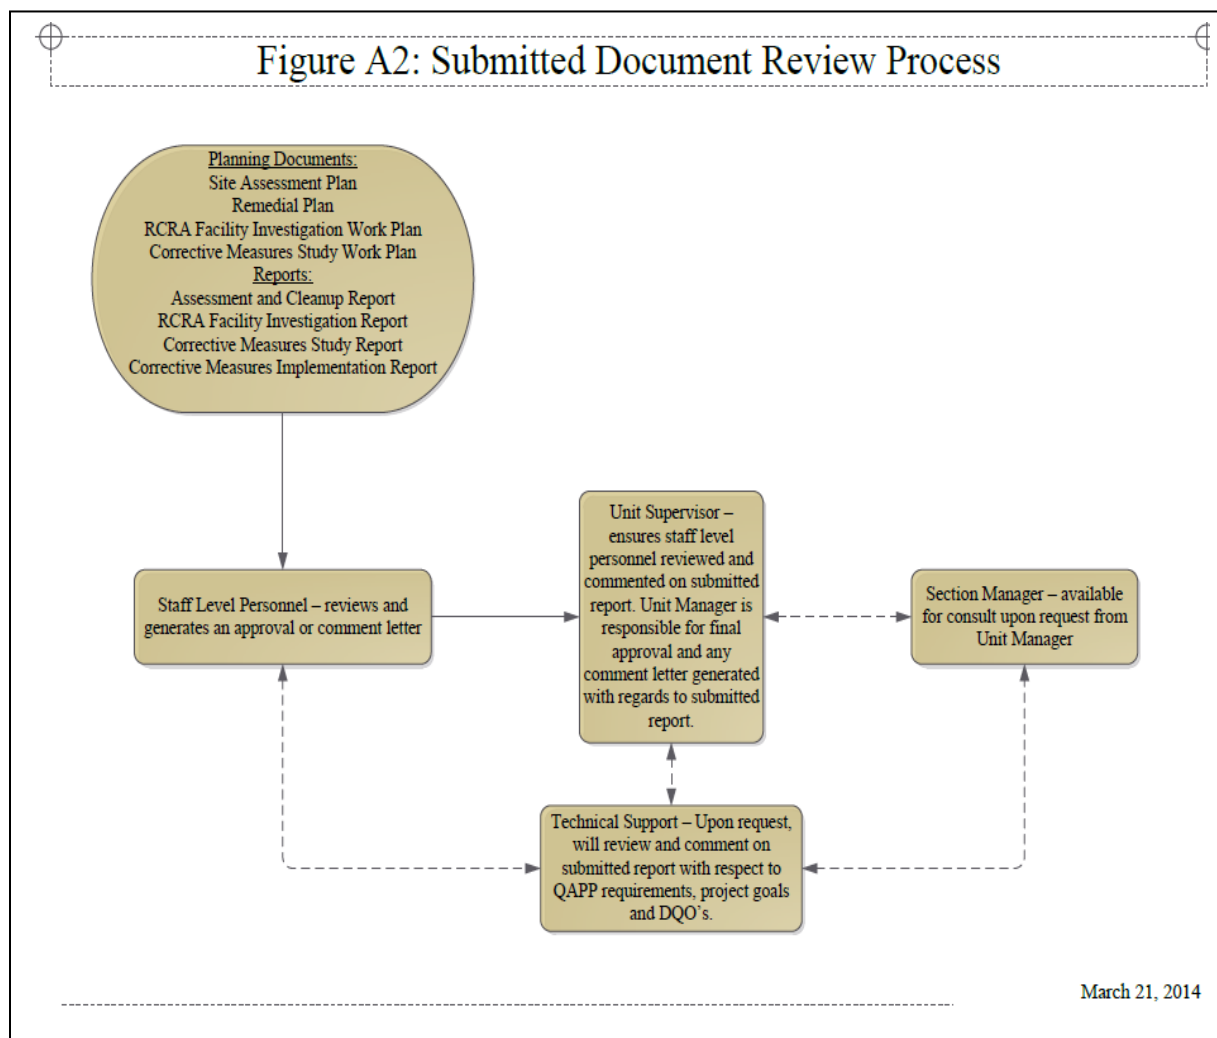 Figure A2: Submitted Document Review Process
Planning Documents:
Site Assessment Plan
Remedial Plan
RCRA Facility Investigation Work Plan
Corrective Measures Study Work Plan
Reports:
Assessment and Cleanup Report
RCRA Facility Investigation Report
Corrective Measures Study Report
Corrective Measures Implementation Report
Staff Level Personnel – reviews and
generates an approval or comment letter
Unit Supervisor –
ensures staff level
personnel reviewed and
commented on submitted
report. Unit Manager is
responsible for final
approval and any
comment letter generated
with regards to submitted
report.
Section Manager – available
for consult upon request from
Unit Manager
Technical Support – Upon request,
will review and comment on
submitted report with respect to
QAPP requirements, project goals
and DQO’s.
March 21, 2014